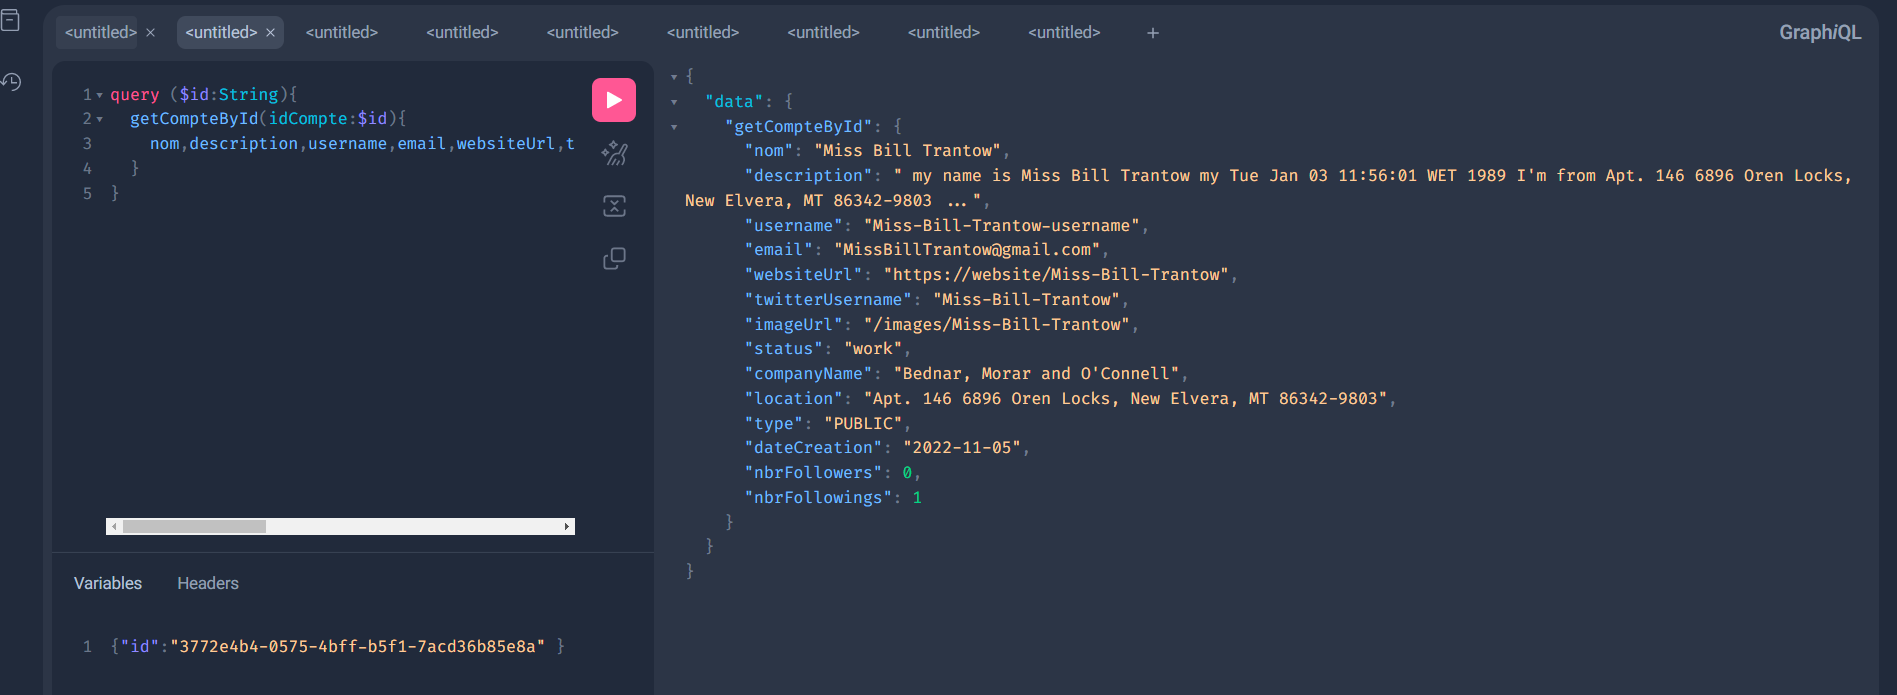 <untitled> × <untitled> × <untitled> <untitled> <untitled> <untitled> <untitled> <untitled> <untitled> + GraphiQL
1 query ($id:String){
2 getCompteById(idCompte:$id){
3 nom,description,username,email,websiteUrl,t
4 }
5 }
Variables Headers
1 {"id":"3772e4b4-0575-4bff-b5f1-7acd36b85e8a" }
{
"data": {
"getCompteById": {
"nom": "Miss Bill Trantow",
"description": " my name is Miss Bill Trantow my Tue Jan 03 11:56:01 WET 1989 I'm from Apt. 146 6896 Oren Locks,
New Elvera, MT 86342-9803 ...",
"username": "Miss-Bill-Trantow-username",
"email": "MissBillTrantow@gmail.com",
"websiteUrl": "https://website/Miss-Bill-Trantow",
"twitterUsername": "Miss-Bill-Trantow",
"imageUrl": "/images/Miss-Bill-Trantow",
"status": "work",
"companyName": "Bednar, Morar and O'Connell",
"location": "Apt. 146 6896 Oren Locks, New Elvera, MT 86342-9803",
"type": "PUBLIC",
"dateCreation": "2022-11-05",
"nbrFollowers": 0,
"nbrFollowings": 1
}
}
}